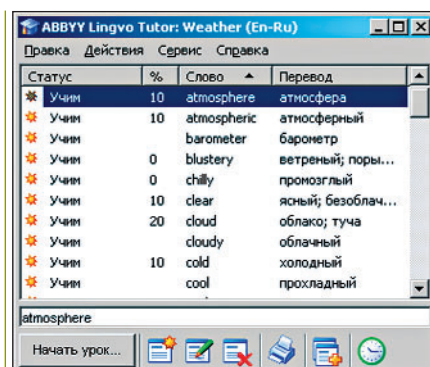 ABBYY Lingvo Tutor: Weather (En-Ru)
Правка Действия Сервис Справка
Статус % Слово Перевод
Учим 10 atmosphere атмосфера
Учим 10 atmospheric атмосферный
Учим barometer барометр
Учим 0 blustery ветреный; поры...
Учим 0 chilly промозглый
Учим 10 clear ясный; безоблач...
Учим 20 cloud облако; туча
Учим cloudy облачный
Учим 10 cold холодный
Учим cool прохладный
atmosphere
Начать урок...